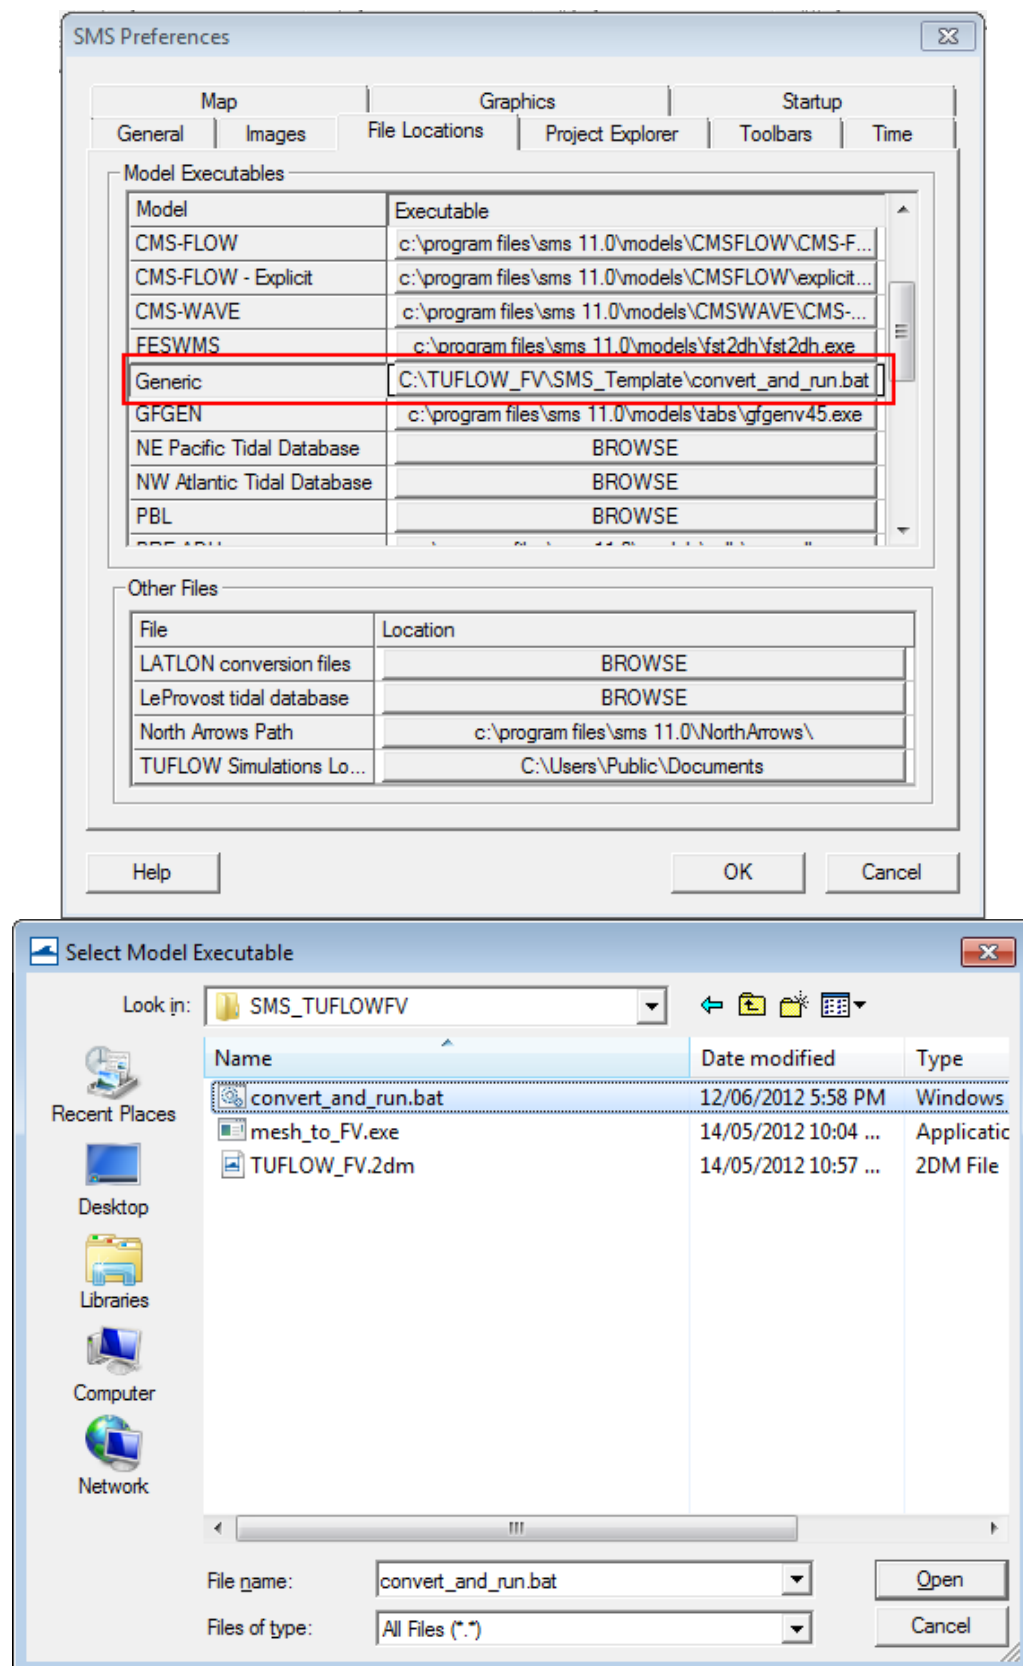 SMS Preferences
Map Graphics Startup
General Images File Locations Project Explorer Toolbars Time
Model Executables
Model Executable
CMS-FLOW c:\program files\sms 11.0\models\CMSFLOW\CMS-F...
CMS-FLOW - Explicit c:\program files\sms 11.0\models\CMSFLOW\explicit...
CMS-WAVE c:\program files\sms 11.0\models\CMSWAVE\CMS-...
FESWMS c:\program files\sms 11.0\models\fst2dh\fst2dh.exe
Generic C:\TUFLOW_FV\SMS_Template\convert_and_run.bat
GFGEN c:\program files\sms 11.0\models\tabs\gfgenv45.exe
NE Pacific Tidal Database BROWSE
NW Atlantic Tidal Database BROWSE
PBL BROWSE
Other Files
File Location
LATLON conversion files BROWSE
LeProvost tidal database BROWSE
North Arrows Path c:\program files\sms 11.0\NorthArrows\
TUFLOW Simulations Lo... C:\Users\Public\Documents
Help OK Cancel
Select Model Executable
Look in: SMS_TUFLOWFV
Name Date modified Type
convert_and_run.bat 12/06/2012 5:58 PM Windows
mesh_to_FV.exe 14/05/2012 10:04 ... Applicatic
TUFLOW_FV.2dm 14/05/2012 10:57 ... 2DM File
Recent Places
Desktop
Libraries
Computer
Network
File name: convert_and_run.bat Open
Files of type: All Files (*.*) Cancel